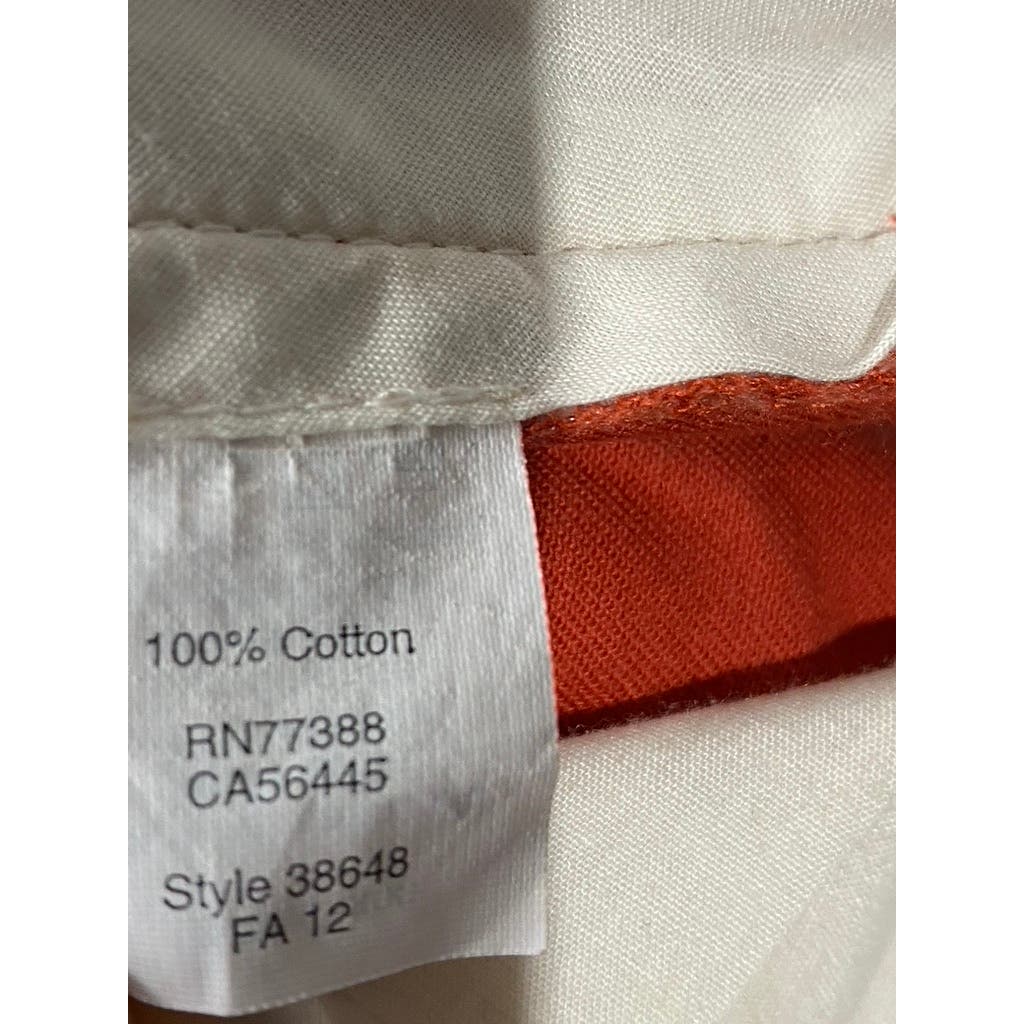 100% Cotton
RN77388
CA56445
Style 38648
FA 12